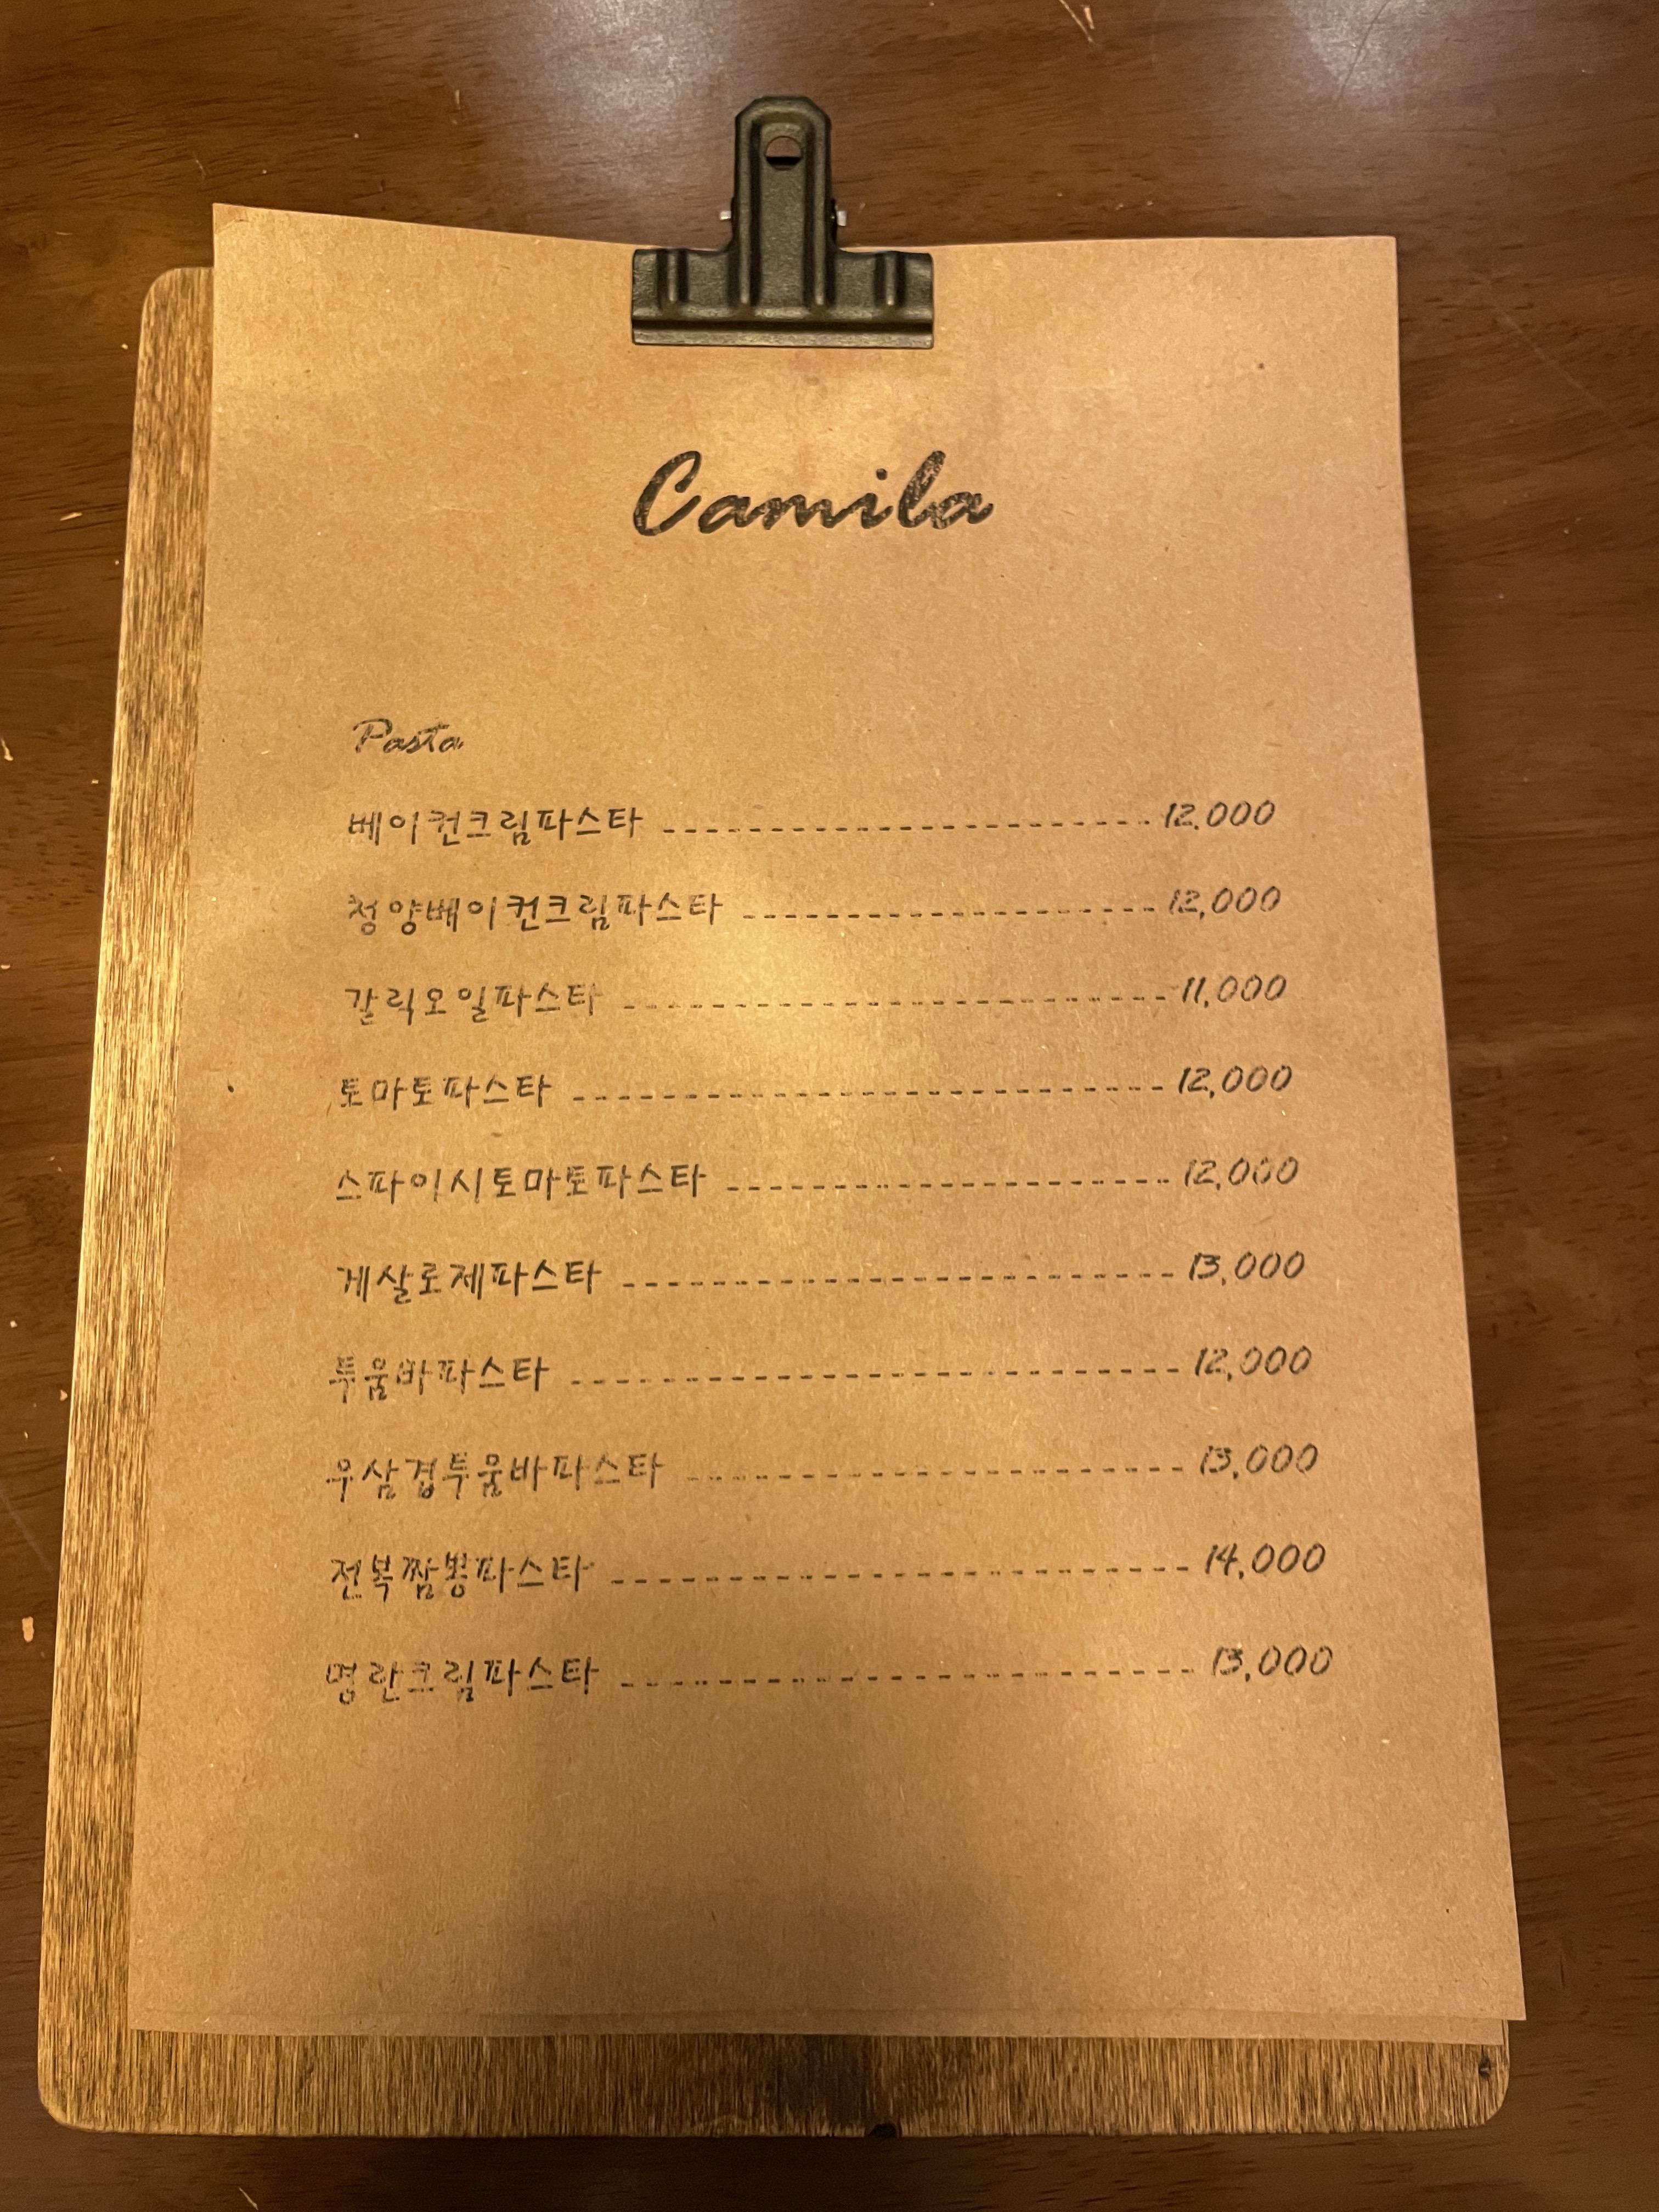 Camila
Pasta
베이컨크림파스타 12,000
청양베이컨크림파스타 12,000
갈릭오일파스타 11,000
토마토파스타 12,000
스파이시토마토파스타 12,000
게살로제파스타 13,000
투움바파스타 12,000
우삼겹투움바파스타 13,000
전복짬뽕파스타 14,000
명란크림파스타 13,000